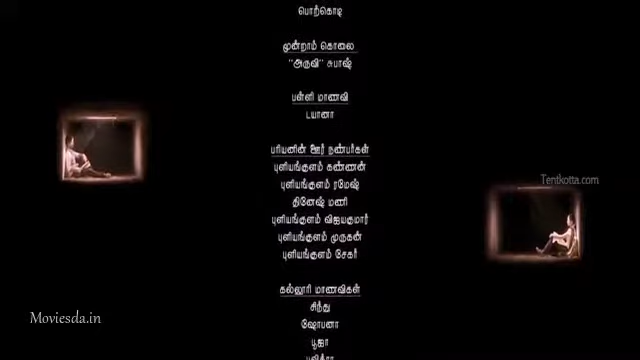 பொற்கொடி
மூன்றாம் கொலை
"அருவி" சுபாஷ்
பள்ளி மாணவி
டயானா
பரியனின் ஊர் நண்பர்கள்
புளியங்குளம் கண்ணன்
புளியங்குளம் ரமேஷ்
தினேஷ் மணி
புளியங்குளம் விஜயகுமார்
புளியங்குளம் முருகன்
புளியங்குளம் சேகர்
கல்லூரி மாணவிகள்
சிந்து
ஷோபனா
பூஜா
Tentkotta.com
Moviesda.in